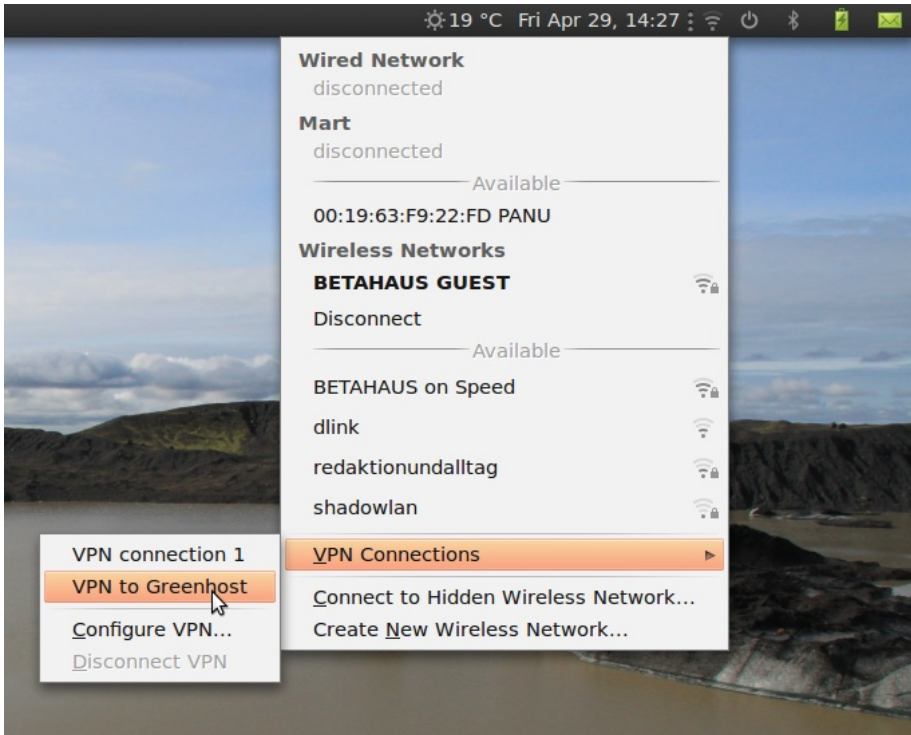 19 °C Fri Apr 29, 14:27
Wired Network
disconnected
Mart
disconnected
Available
00:19:63:F9:22:FD PANU
Wireless Networks
BETAHAUS GUEST
Disconnect
Available
BETAHAUS on Speed
dlink
redaktionundalltag
shadowlan
VPN Connections
Connect to Hidden Wireless Network...
Create New Wireless Network...
VPN connection 1
VPN to Greenhost
Configure VPN...
Disconnect VPN